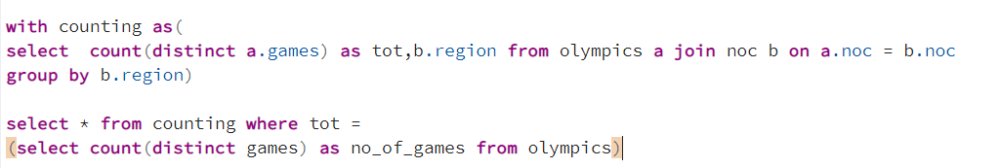 with counting as(
select  count(distinct a.games) as tot,b.region from olympics a join noc b on a.noc = b.noc
group by b.region)
select * from counting where tot =
(select count(distinct games) as no_of_games from olympics)